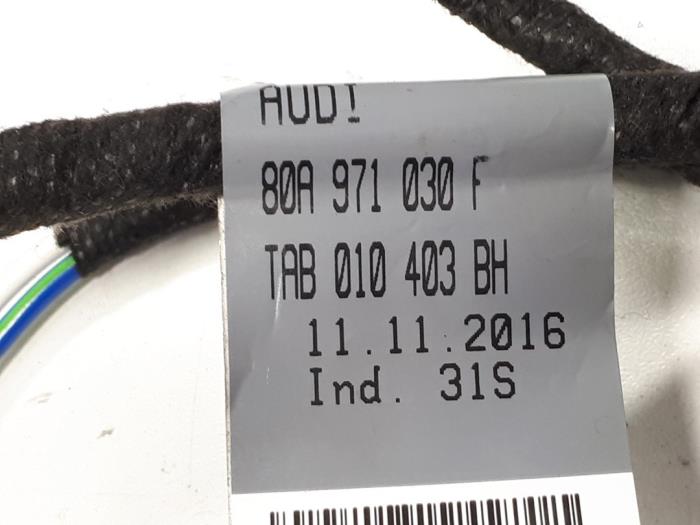 AUDI
80A 971 030 F
TAB 010 403 BH
11.11.2016
Ind. 31S